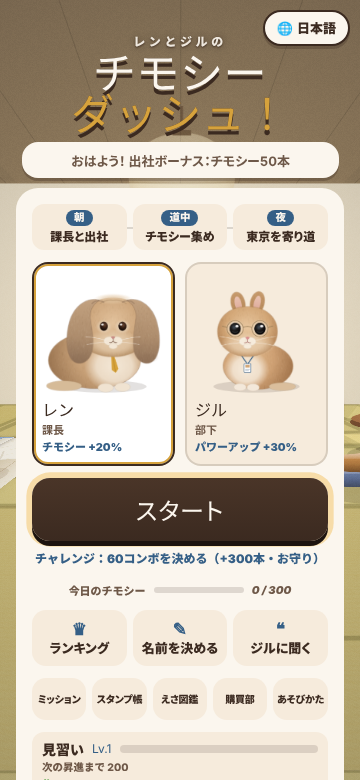 日本語
レンとジルの
チモシー
ダッシュ！
おはよう! 出社ボーナス:チモシー50本
朝
課長と出社
道中
チモシー集め
夜
東京を寄り道
レン
課長
チモシー +20%
ジル
部下
パワーアップ +30%
スタート
チャレンジ：60コンボを決める（+300本・お守り）
今日のチモシー 0 / 300
ランキング
名前を決める
ジルに聞く
ミッション
スタンプ帳
えさ図鑑
購買部
あそびかた
見習い Lv.1
次の昇進まで 200